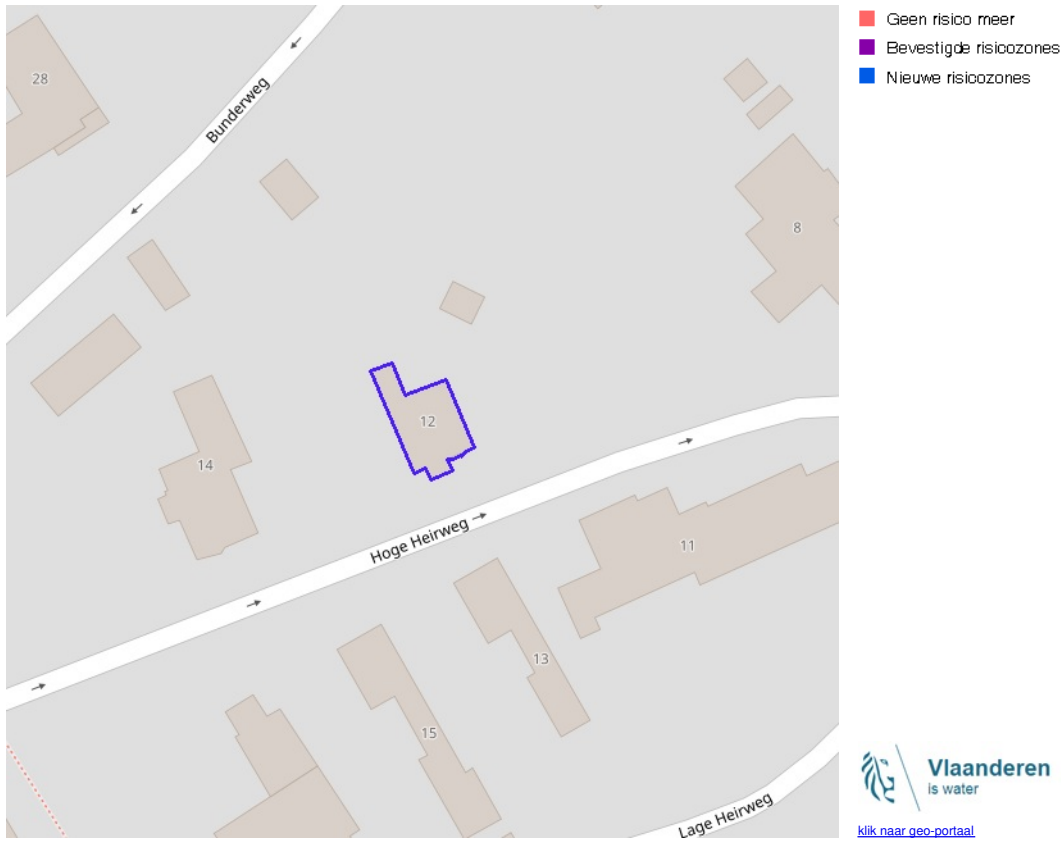 Geen risico meer
Bevestigde risicozones
Nieuwe risicozones
28
Bunderweg
8
12
14
Hoge Heirweg
11
13
15
Lage Heirweg
Vlaanderen
is water
klik naar geo-portaal